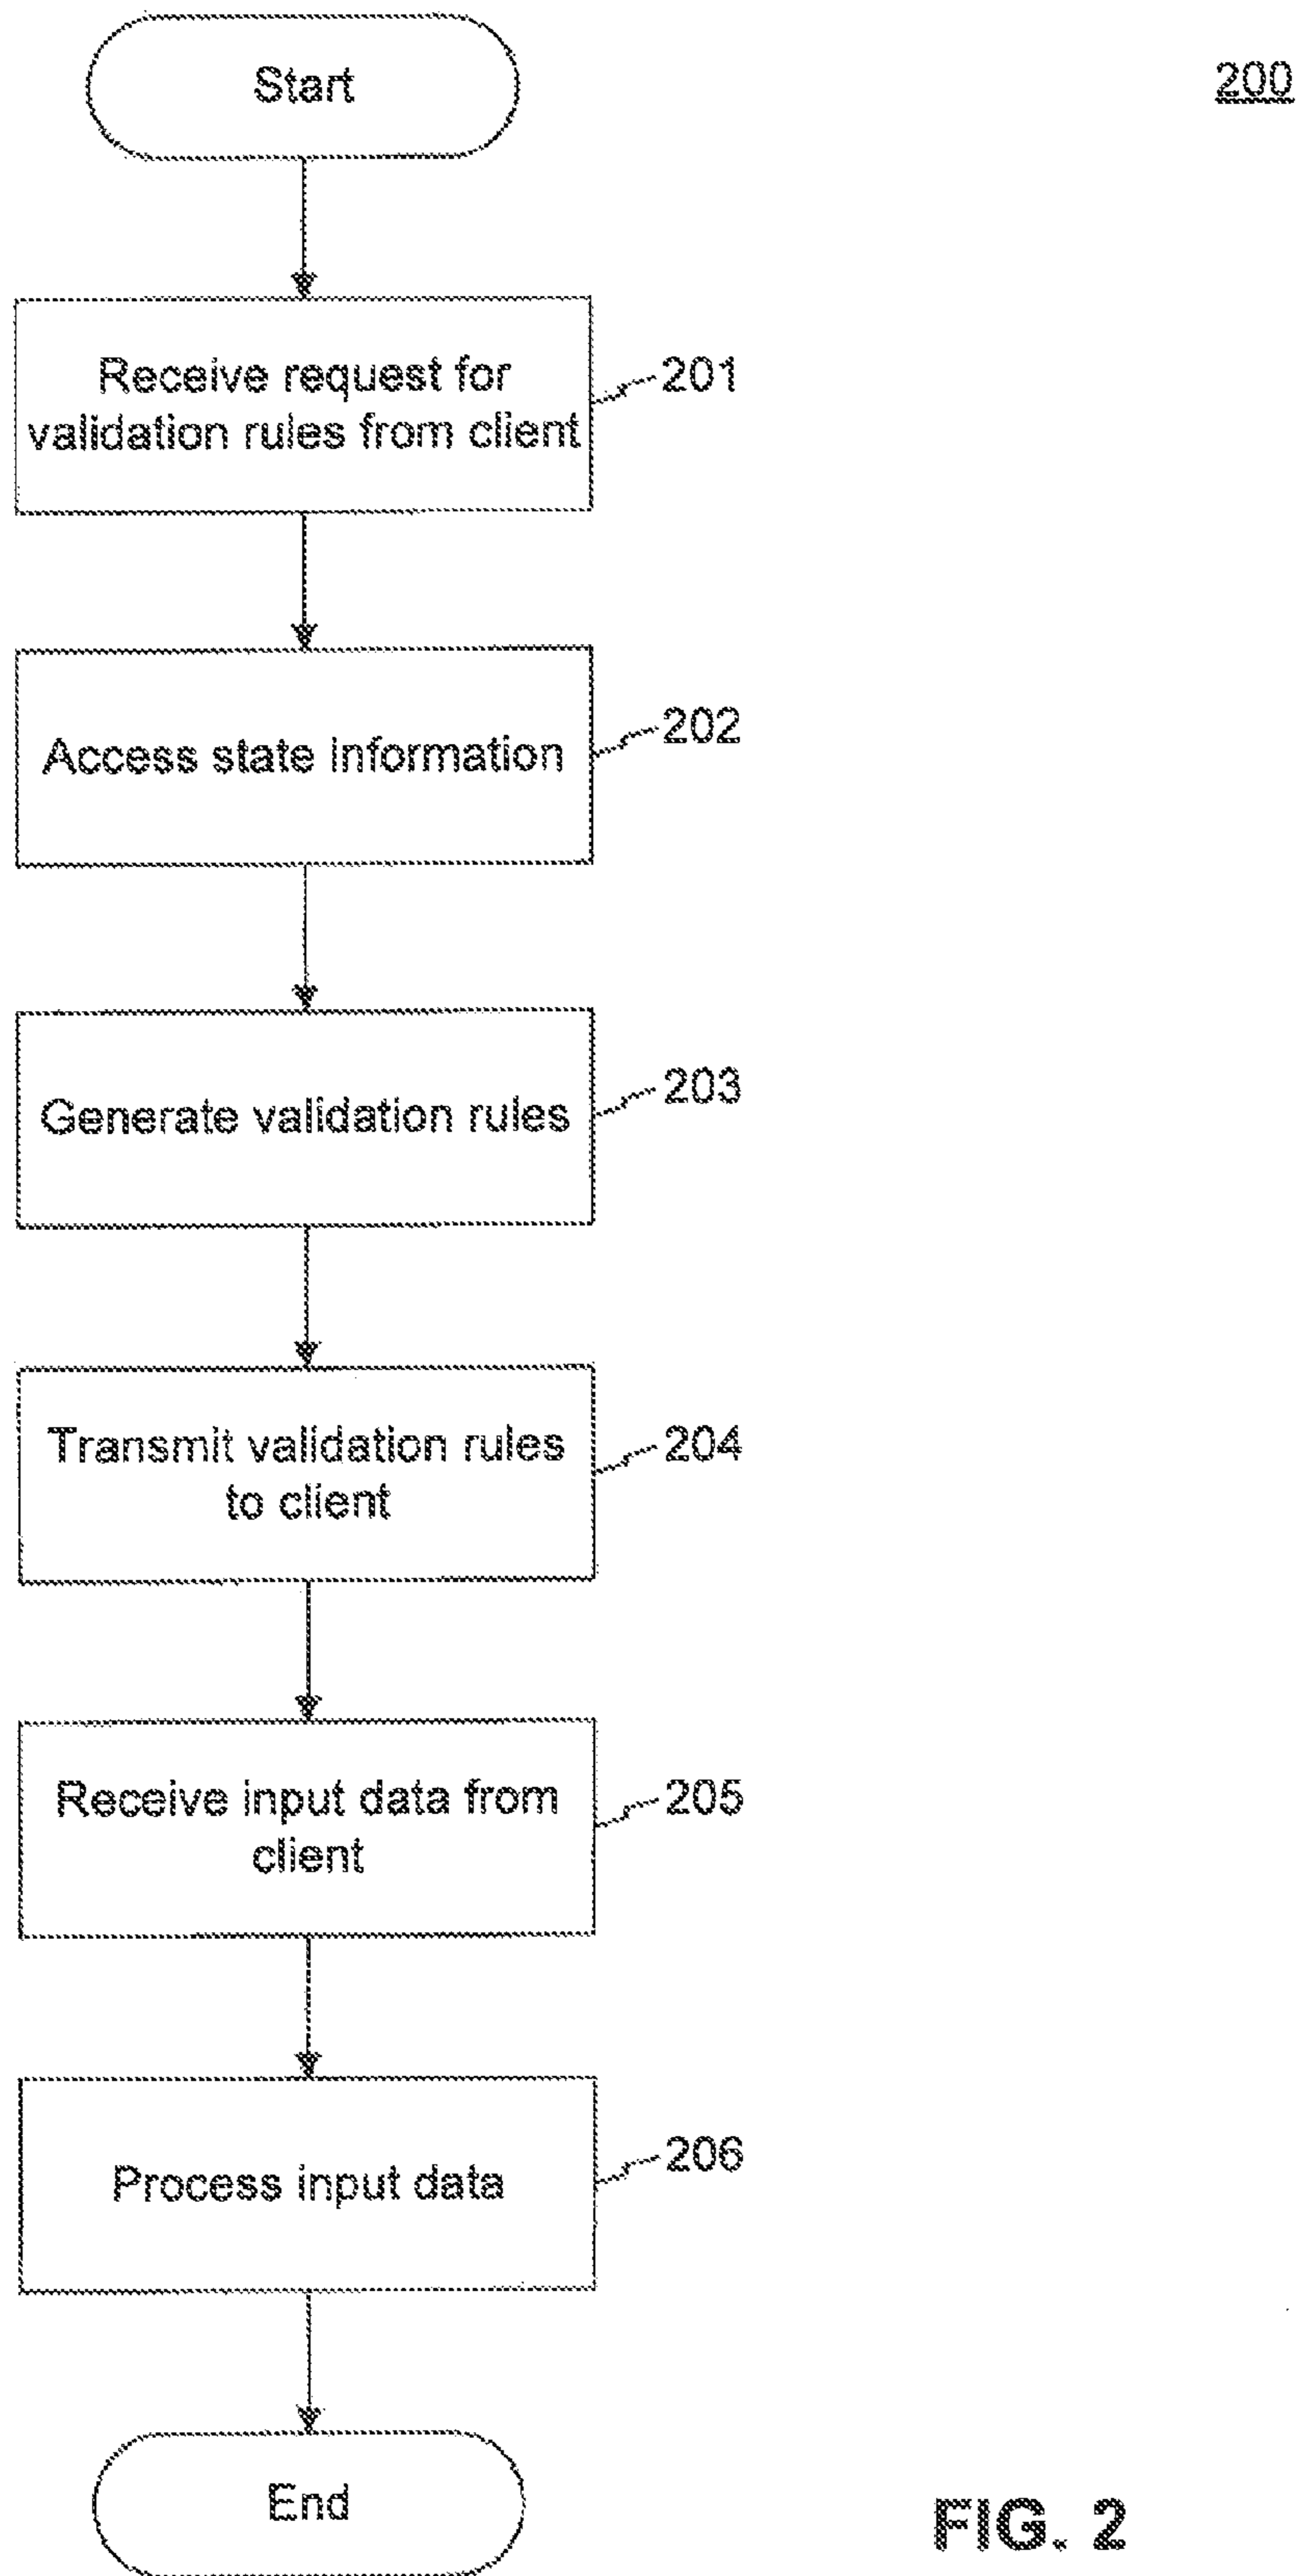 Start
200
Receive request for
validation rules from client
201
Access state information
202
Generate validation rules
203
Transmit validation rules
to client
204
Receive input data from
client
205
Process input data
206
End
FIG. 2